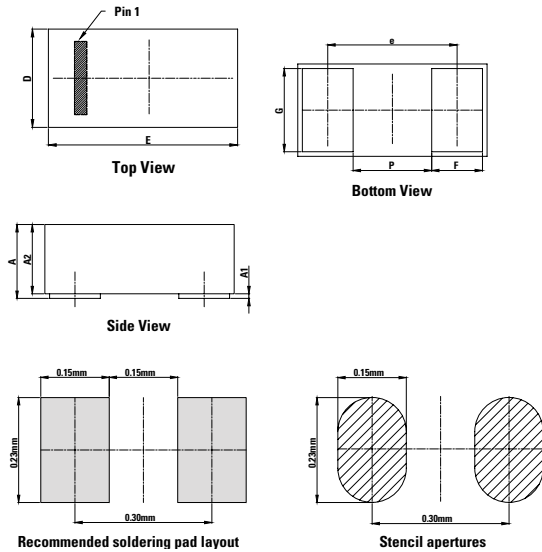 Pin 1
D
E
Top View
e
G
P
F
Bottom View
A
A2
A1
Side View
0.15mm
0.15mm
0.23mm
0.30mm
Recommended soldering pad layout
0.15mm
0.23mm
0.30mm
Stencil apertures